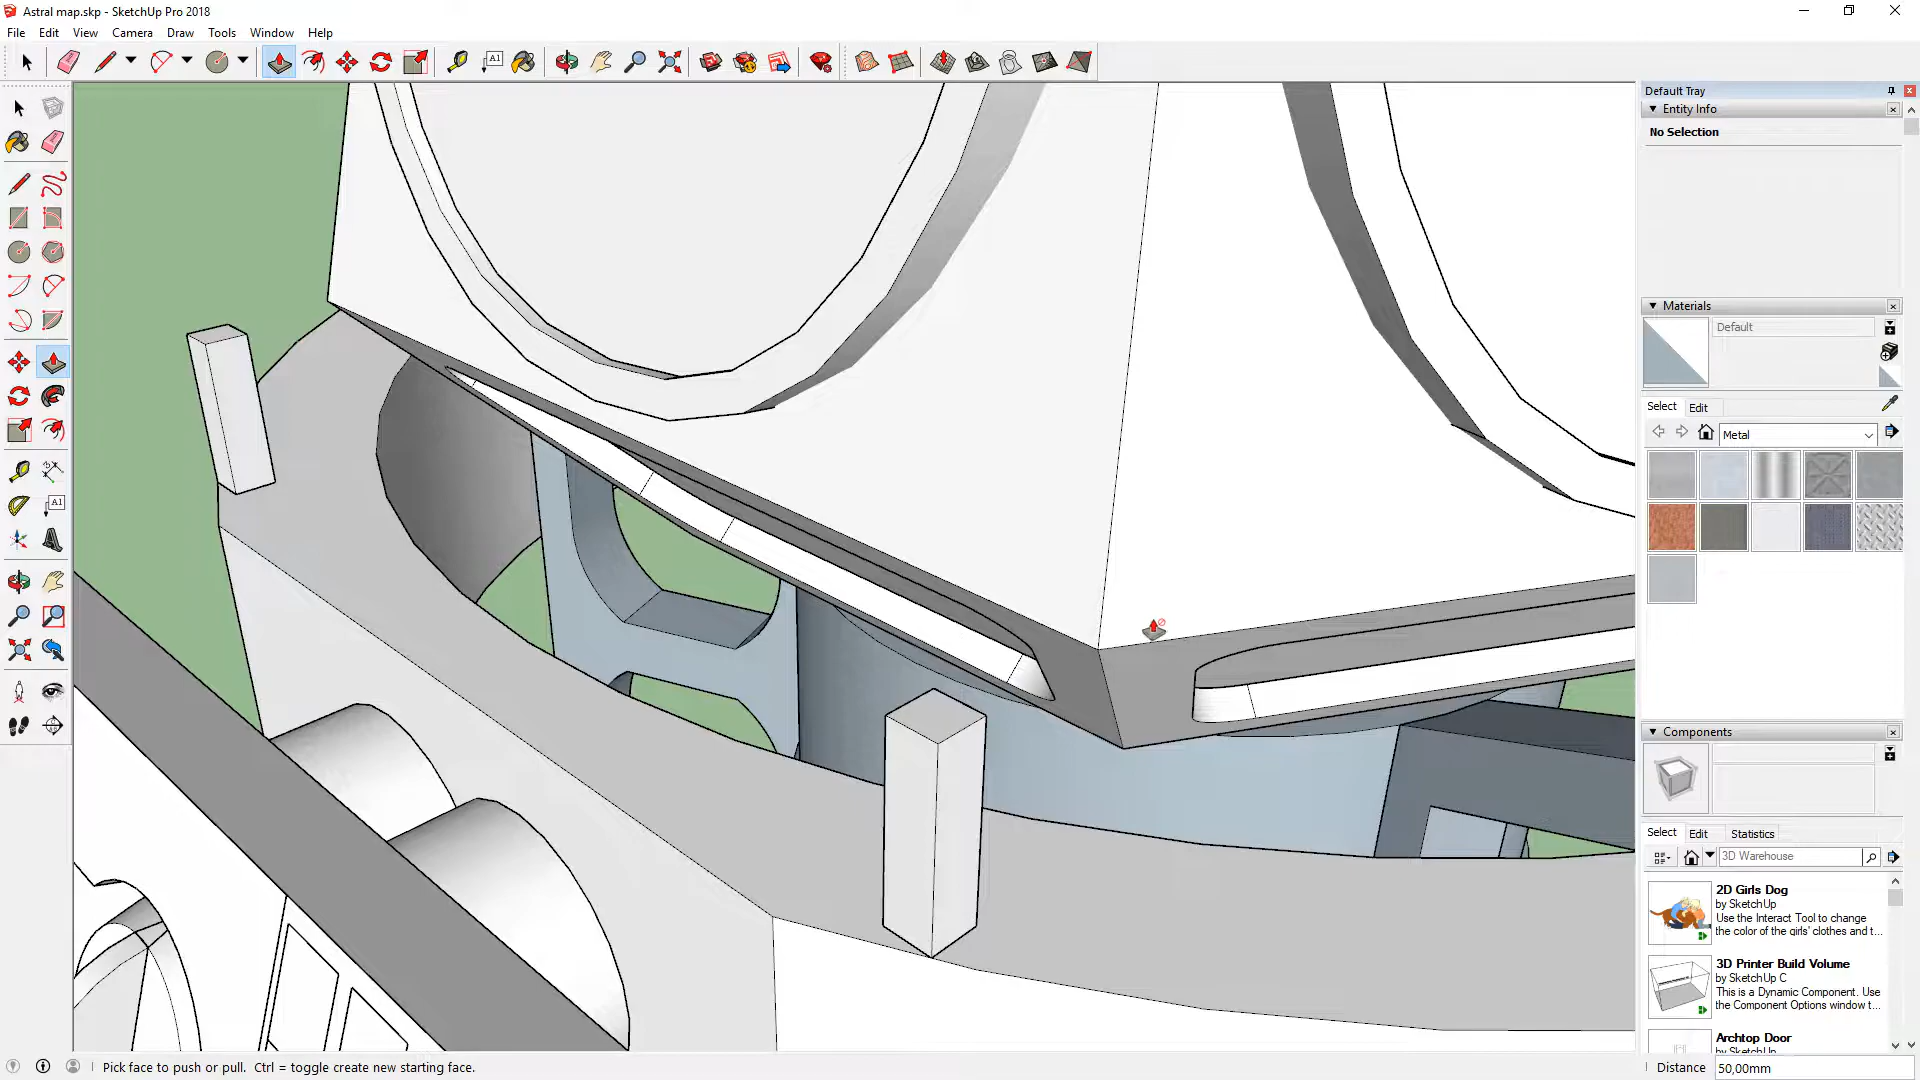 Astral map.skp - SketchUp Pro 2018
File Edit View Camera Draw Tools Window Help
A1
Default Tray
Entity Info
No Selection
Materials
Default
Select Edit
Metal
A1
Components
Select Edit Statistics
3D Warehouse
2D Girls Dog
by SketchUp
Use the Interact Tool to change
the color of the girls' clothes and t...
3D Printer Build Volume
by SketchUp C
This is a Dynamic Component. Use
the Component Options window t...
Archtop Door
by SketchUp
Pick face to push or pull. Ctrl = toggle create new starting face.
Distance 50,00mm